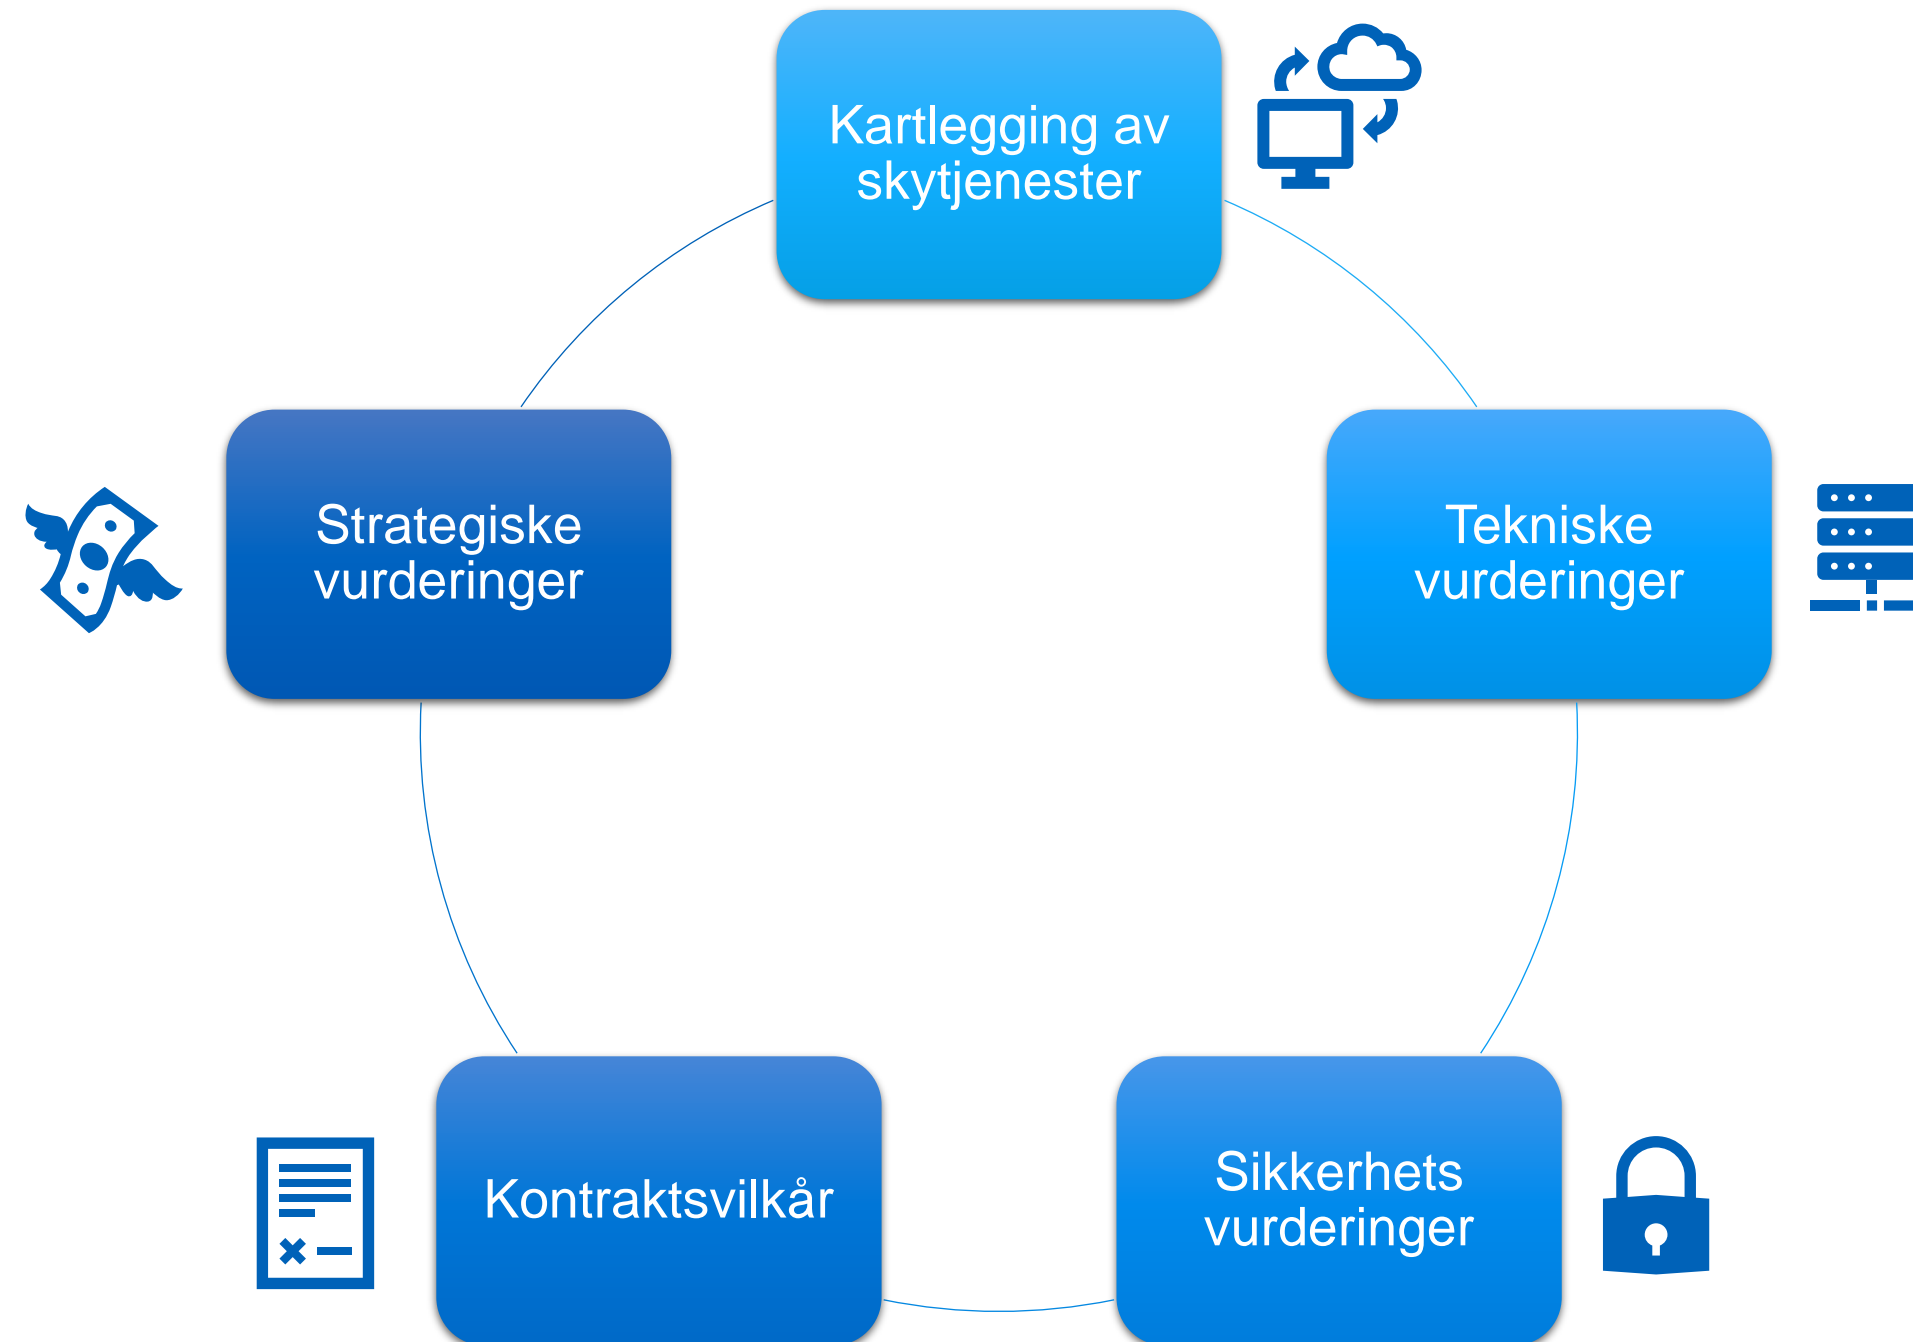 Kartlegging av
skytjenester
Strategiske
vurderinger
Tekniske
vurderinger
Kontraktsvilkår
Sikkerhets
vurderinger